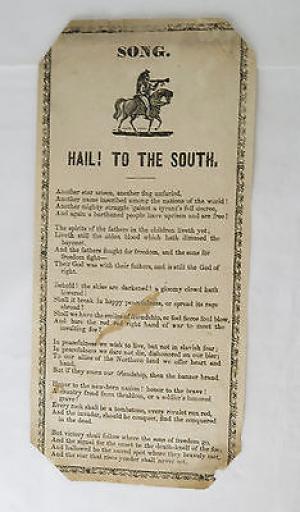 SONG.
HAIL! TO THE SOUTH.
Another star arisen, another flag unfurled,
Another name inscribed among the nations of the world!
Another mighty struggle 'gainst a tyrant's fell decree,
And again a burthened people have uprisen and are free!
The spirits of the fathers in the children liveth yet;
Liveth still the olden blood which hath dimmed the
bayonet.
And the fathers fought for freedom, and the sons for
freedom fight—
Their God was with their fathers, and is still the God of
right.
Behold! the skies are darkened! a gloomy cloud hath
lowered!
Shall it break in happy peacefulness, or spread its rage
abroad!
Shall we have the smiles of friendship, or feel fierce foul blow,
And bare the red right hand of war to meet the
insulting foe!
In peacefulness we wish to live, but not in slavish fear;
In peacefulness we dare not die, dishonored on our bier;
To our allies of the Northern land we offer heart and
hand,
But if they scorn our friendship, then the banner brand.
Honor to the new-born nation! honor to the brave!
A country freed from thraldom, or a soldier's honored
grave!
Every rock shall be a tombstone, every rivulet run red,
And the invader, should he conquer, find the conquered
in the dead.
But victory shall follow where the sons of freedom go,
And the signal for the onset be the death-knell of the foe;
And hallowed be the sacred spot where they bravely met,
And the star that rises yonder shall never set.